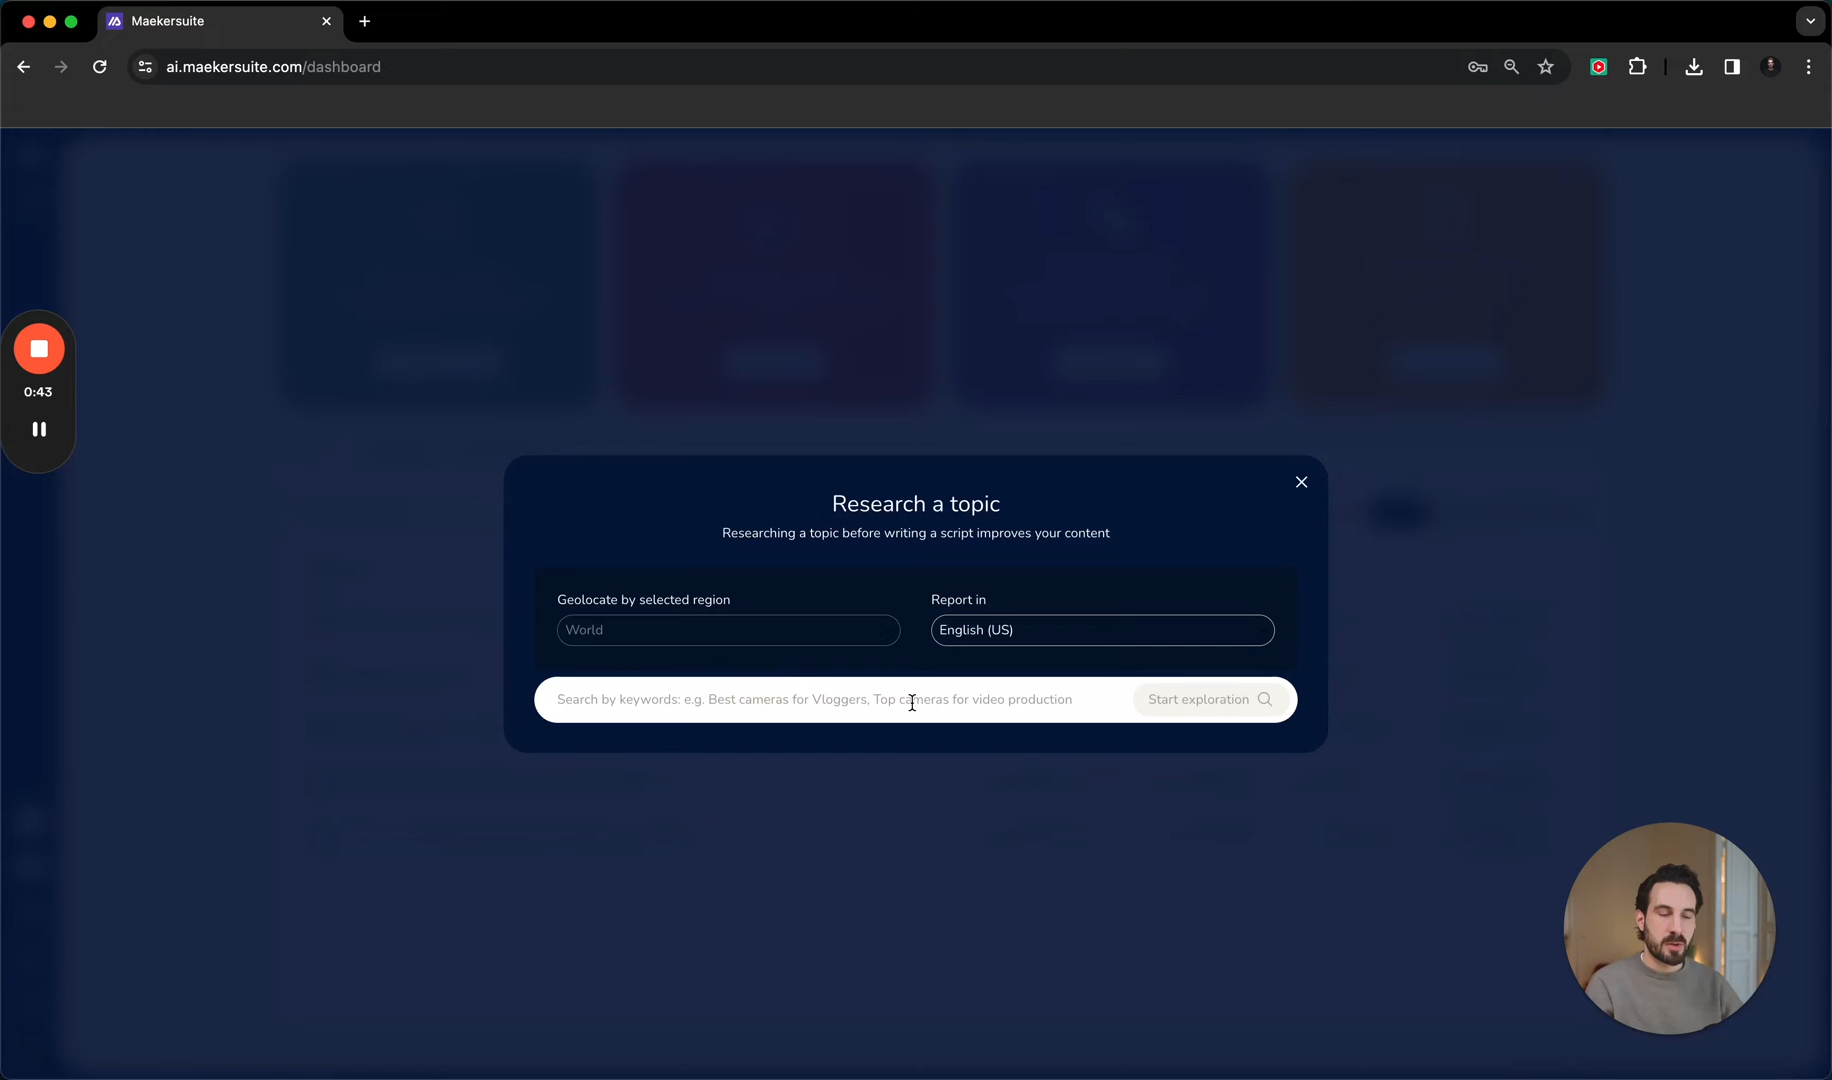 Maekersuite
ai.maekersuite.com/dashboard
0:43
Research a topic
Researching a topic before writing a script improves your content
Geolocate by selected region
Report in
World
English (US)
Search by keywords: e.g. Best cameras for Vloggers, Top cameras for video production
Start exploration